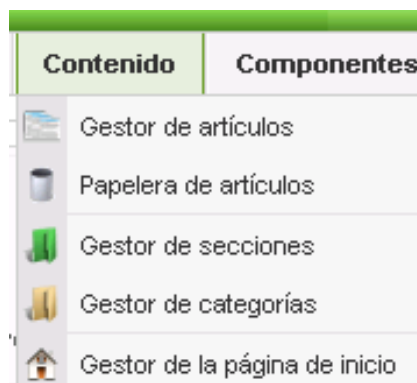 Contenido Componentes
Gestor de artículos
Papelera de artículos
Gestor de secciones
Gestor de categorías
Gestor de la página de inicio